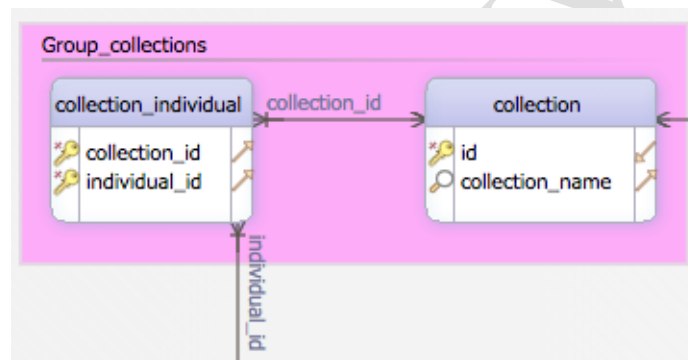 Group_collections
collection_individual
collection_id
collection
collection_id
individual_id
id
collection_name
individual_id